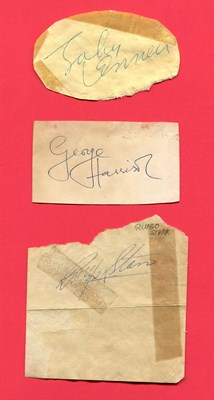 John
Lennon
George
Harrison
RINGO
STARR
Ringo Starr